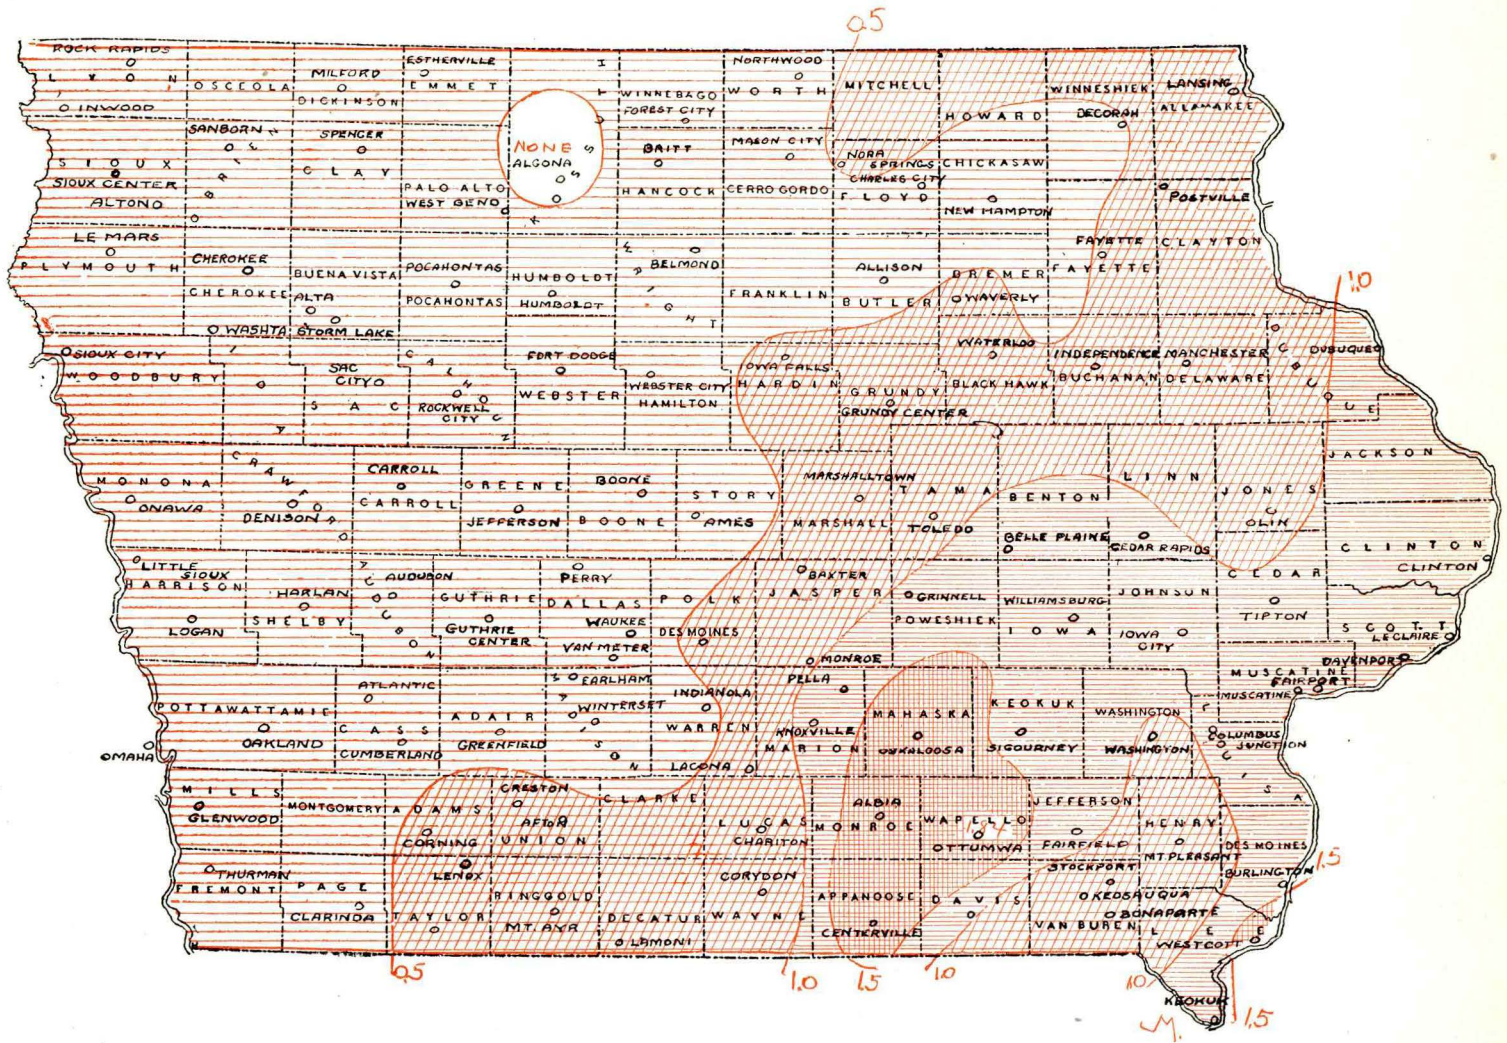 0.5
ROCK RAPIDS
LYON
INWOOD
OSCEOLA
MILFORD
DICKINSON
ESTHERVILLE
EMMET
WINNEBAGO
FOREST CITY
NORTHWOOD
WORTH
MITCHELL
HOWARD
WINNESHIEK
DECORAH
LANSING
ALLAMAKEE
SIOUX
SIOUX CENTER
ALTONO
SANBORN
O'BRIEN
SPENCER
CLAY
PALO ALTO
WEST BEND
NONE
ALGONA
KOSSUTH
BRITT
HANCOCK
MASON CITY
CERRO GORDO
NORA
SPRINGS
CHARLES CITY
FLOYD
CHICKASAW
NEW HAMPTON
POSTVILLE
LE MARS
PLYMOUTH
CHEROKEE
CHEROKEE
WASHTA
BUENA VISTA
ALTA
STORM LAKE
POCAHONTAS
POCAHONTAS
HUMBOLDT
HUMBOLDT
WRIGHT
BELMOND
FRANKLIN
ALLISON
BUTLER
BREMER
WAVERLY
FAYETTE
FAYETTE
CLAYTON
1.0
SIOUX CITY
WOODBURY
IDA
SAC
CITY
SAC
CALHOUN
ROCKWELL
CITY
FORT DODGE
WEBSTER
WEBSTER CITY
HAMILTON
IOWA FALLS
HARDIN
GRUNDY
GRUNDY CENTER
WATERLOO
BLACK HAWK
INDEPENDENCE
BUCHANAN
MANCHESTER
DELAWARE
DUBUQUE
DUBUQUE
MONONA
ONAWA
CRAWFORD
DENISON
CARROLL
CARROLL
GREENE
JEFFERSON
BOONE
BOONE
STORY
AMES
MARSHALLTOWN
MARSHALL
TAMA
TOLEDO
BENTON
BELLE PLAINE
LINN
CEDAR RAPIDS
JONES
OLIN
JACKSON
CLINTON
CLINTON
LITTLE
SIOUX
HARRISON
LOGAN
HARLAN
SHELBY
AUDUBON
AUDUBON
GUTHRIE
GUTHRIE
CENTER
PERRY
DALLAS
WAUKEE
VAN METER
POLK
DES MOINES
BAXTER
JASPER
MONROE
GRINNELL
POWESHIEK
WILLIAMSBURG
IOWA
JOHNSON
IOWA
CITY
CEDAR
TIPTON
SCOTT
LECLAIRE
DAVENPORT
MUSCATINE
FAIRPORT
MUSCATINE
POTTAWATTAMIE
OAKLAND
OMAHA
ATLANTIC
CASS
CUMBERLAND
ADAIR
GREENFIELD
EARLHAM
WINTERSET
MADISON
INDIANOLA
WARREN
LACONA
PELLA
KNOXVILLE
MARION
MAHASKA
OSKALOOSA
KEOKUK
SIGOURNEY
WASHINGTON
WASHINGTON
LOUISA
COLUMBUS
JUNCTION
MILLS
GLENWOOD
MONTGOMERY
ADAMS
CORNING
CRESTON
AFTON
UNION
CLARKE
LUCAS
CHARITON
ALBIA
MONROE
WAPELLO
OTTUMWA
JEFFERSON
FAIRFIELD
HENRY
MT. PLEASANT
DES MOINES
BURLINGTON
1.5
THURMAN
FREMONT
PAGE
CLARINDA
LENOX
TAYLOR
RINGGOLD
MT. AYR
DECATUR
LAMONI
CORYDON
WAYNE
APPANOOSE
CENTERVILLE
DAVIS
STOCKPORT
KEOSAUQUA
BONAPARTE
VAN BUREN
LEE
WESTCOTT
0.5
1.0
1.5
1.0
1.0
KEOKUK
1.5